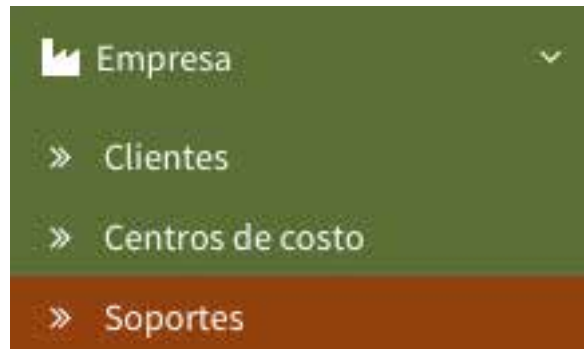 Empresa
» Clientes
» Centros de costo
» Soportes